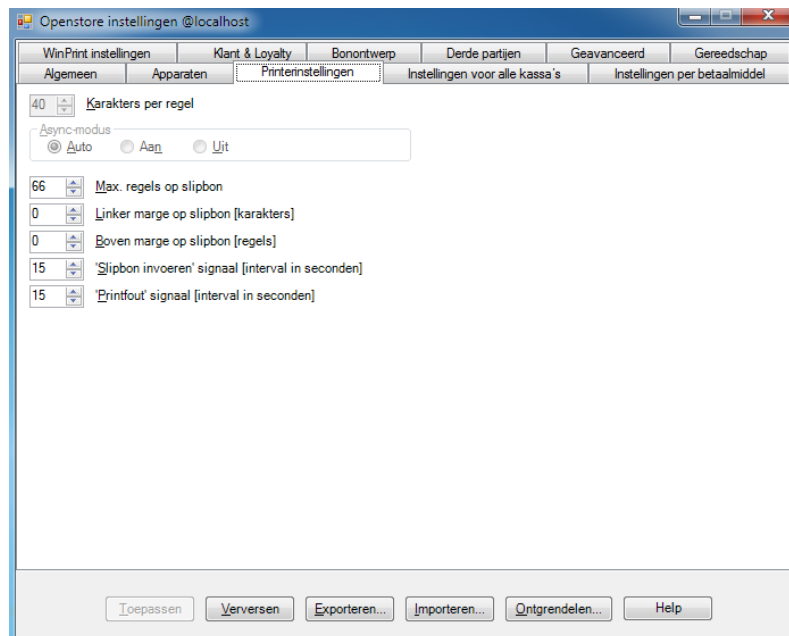 Openstore instellingen @localhost
WinPrint instellingen Klant & Loyalty Bonontwerp Derde partijen Geavanceerd Gereedschap
Algemeen Apparaten Printerinstellingen Instellingen voor alle kassa's Instellingen per betaalmiddel
40 Karakters per regel
Async-modus
Auto Aan Uit
66 Max. regels op slipbon
0 Linker marge op slipbon [karakters]
0 Boven marge op slipbon [regels]
15 'Slipbon invoeren' signaal [interval in seconden]
15 'Printfout' signaal [interval in seconden]
Toepassen Verversen Exporteren... Importeren... Ontgrendelen... Help